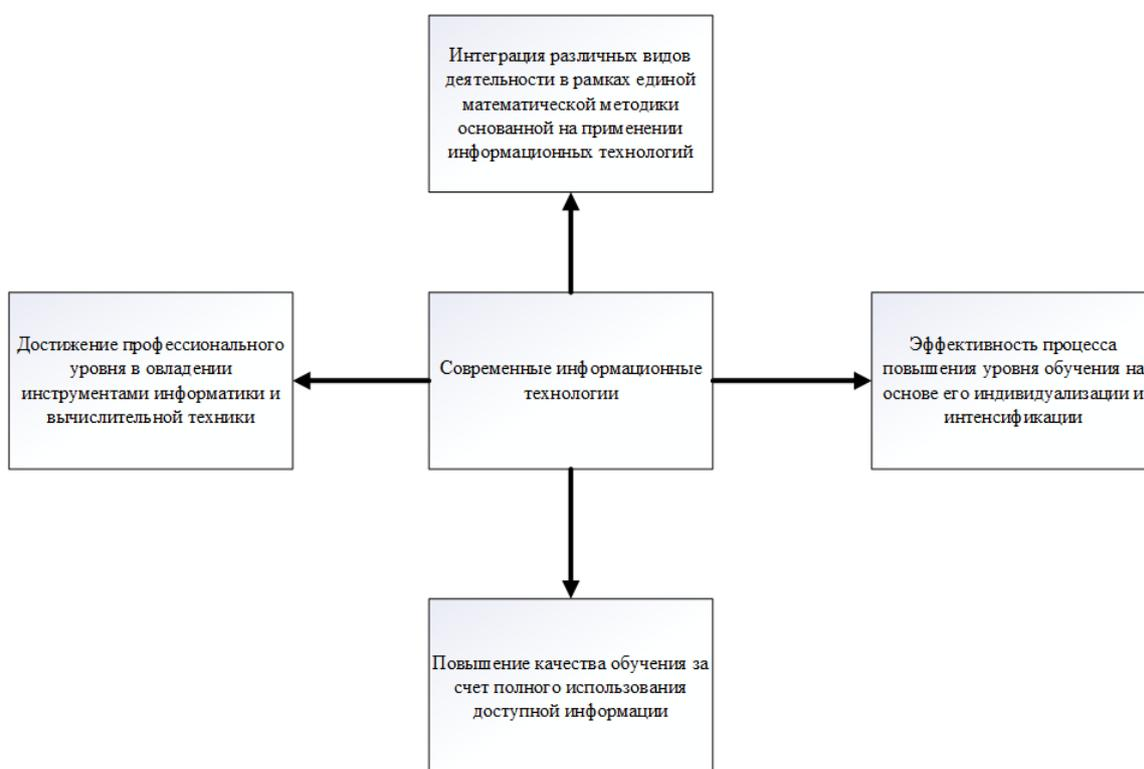 Интеграция различных видов
деятельности в рамках единой
математической методики
основанной на применении
информационных технологий
Достижение профессионального
уровня в овладении
инструментами информатики и
вычислительной техники
Современные информационные
технологии
Эффективность процесса
повышения уровня обучения на
основе его индивидуализации и
интенсификации
Повышение качества обучения за
счет полного использования
доступной информации